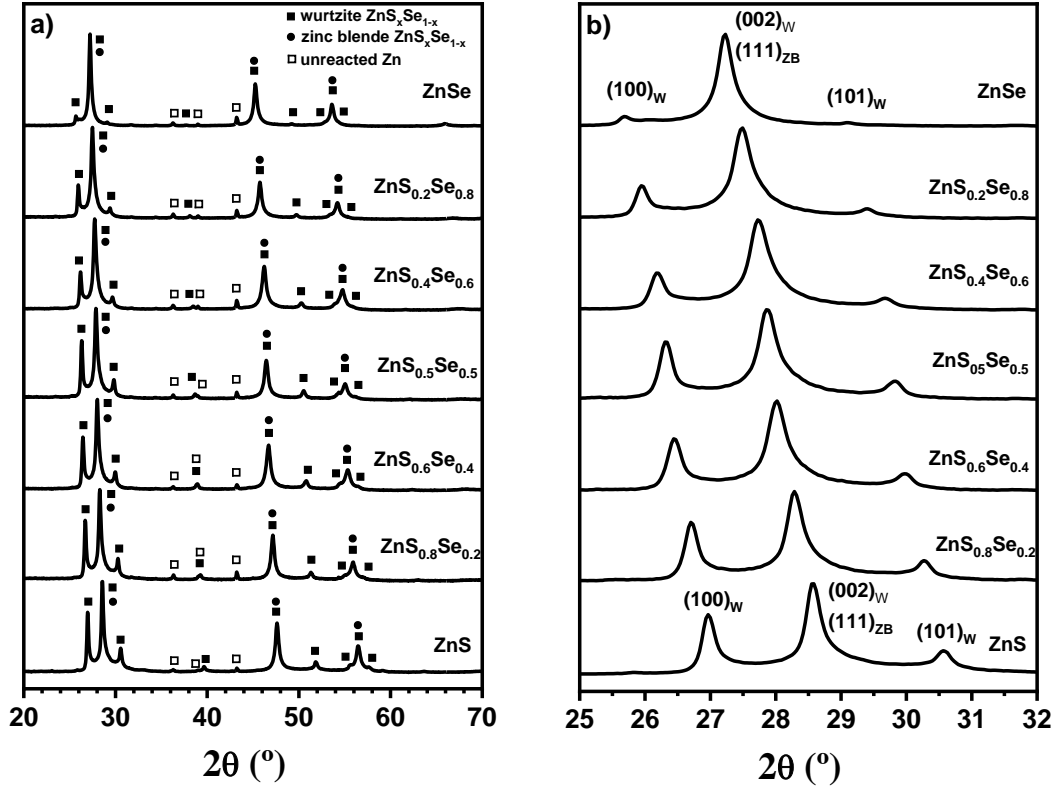 a)
■ wurtzite ZnSₓSe₁₋ₓ
● zinc blende ZnSₓSe₁₋ₓ
□ unreacted Zn
ZnSe
ZnS₀.₂Se₀.₈
ZnS₀.₄Se₀.₆
ZnS₀.₅Se₀.₅
ZnS₀.₆Se₀.₄
ZnS₀.₈Se₀.₂
ZnS
20 30 40 50 60 70
2θ (º)
b)
(002)W
(111)ZB
(100)W
(101)W
ZnSe
ZnS₀.₂Se₀.₈
ZnS₀.₄Se₀.₆
ZnS₀₅Se₀.₅
ZnS₀.₆Se₀.₄
ZnS₀.₈Se₀.₂
(002)W
(100)W
(111)ZB
(101)W
ZnS
25 26 27 28 29 30 31 32
2θ (º)